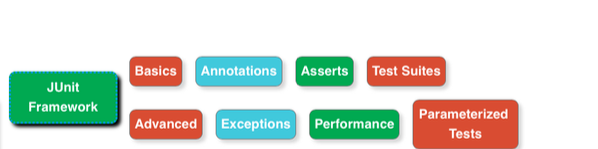 Basics Annotations Asserts Test Suites
JUnit
Framework
Advanced Exceptions Performance Parameterized
Tests